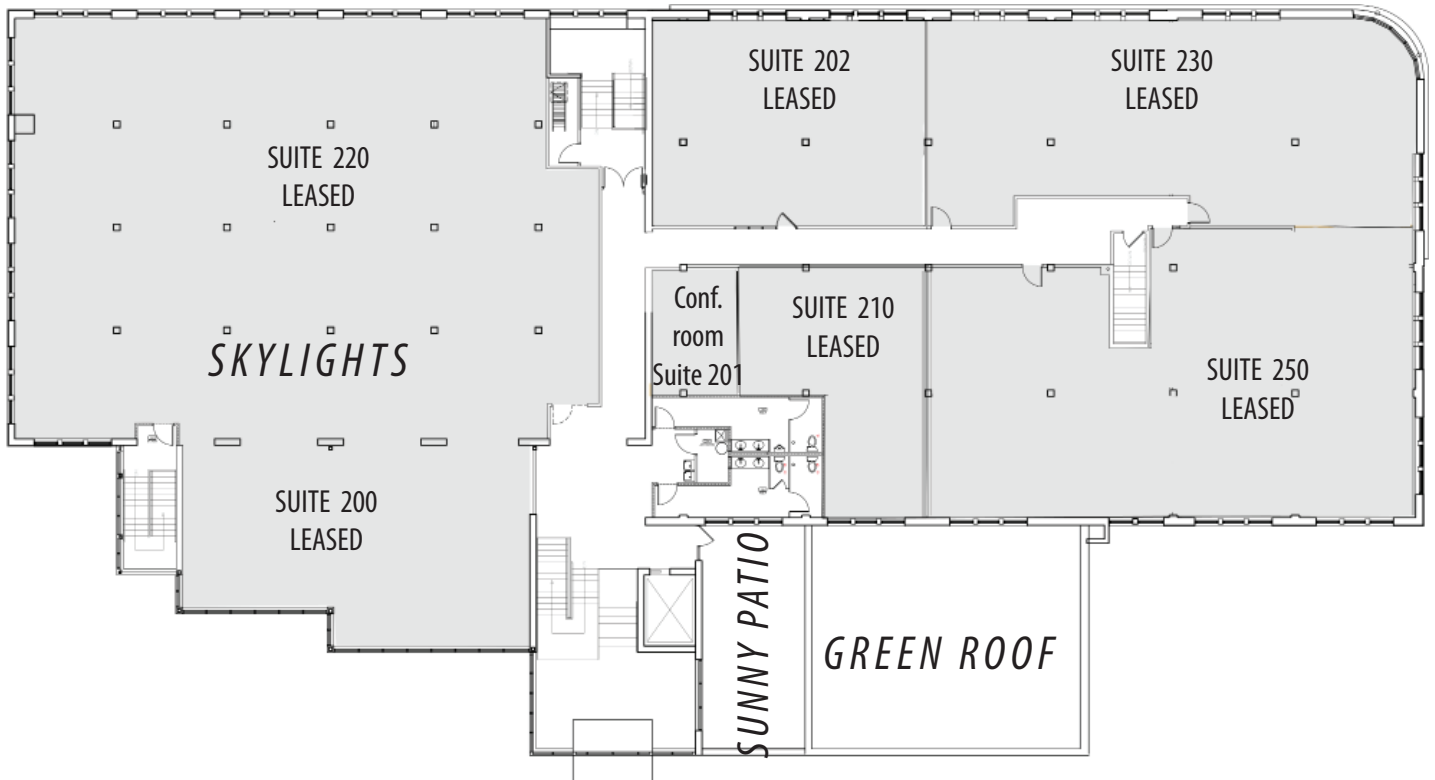 SUITE 202
LEASED
SUITE 230
LEASED
SUITE 220
LEASED
Conf.
room
Suite 201
SUITE 210
LEASED
SKYLIGHTS
SUITE 250
LEASED
SUITE 200
LEASED
SUNNY PATIO
GREEN ROOF